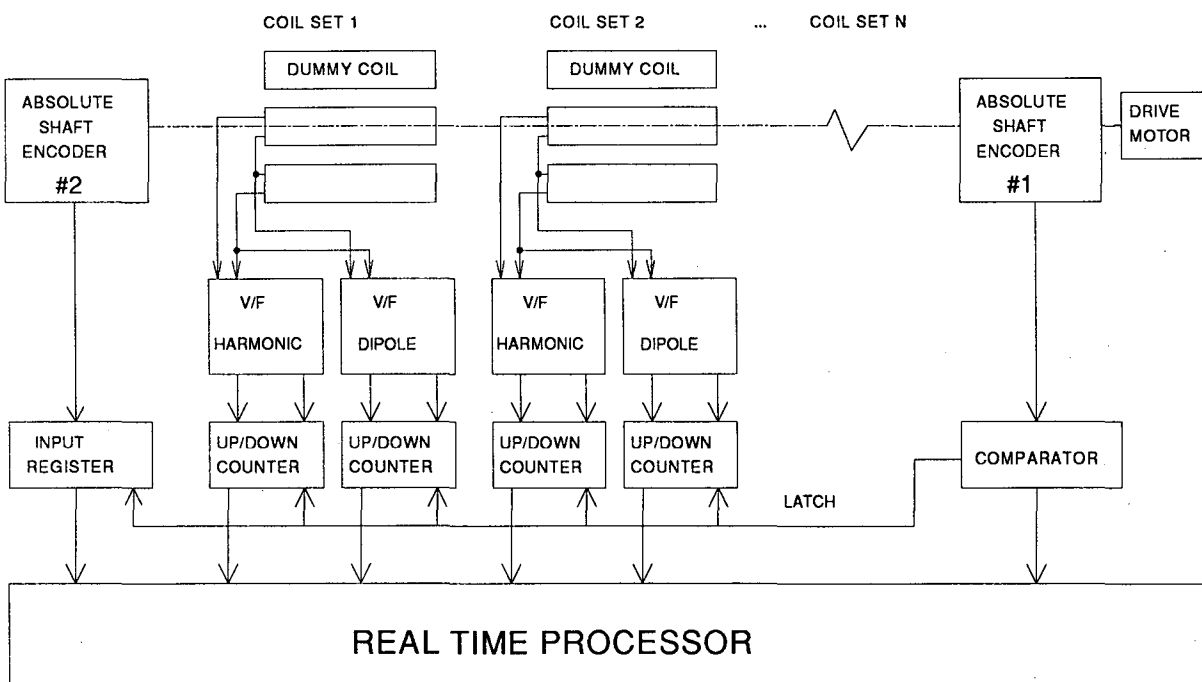 COIL SET 1
COIL SET 2
...
COIL SET N
DUMMY COIL
DUMMY COIL
ABSOLUTE
SHAFT
ENCODER
#2
ABSOLUTE
SHAFT
ENCODER
#1
DRIVE
MOTOR
V/F
HARMONIC
V/F
DIPOLE
V/F
HARMONIC
V/F
DIPOLE
INPUT
REGISTER
UP/DOWN
COUNTER
UP/DOWN
COUNTER
UP/DOWN
COUNTER
UP/DOWN
COUNTER
COMPARATOR
LATCH
REAL TIME PROCESSOR